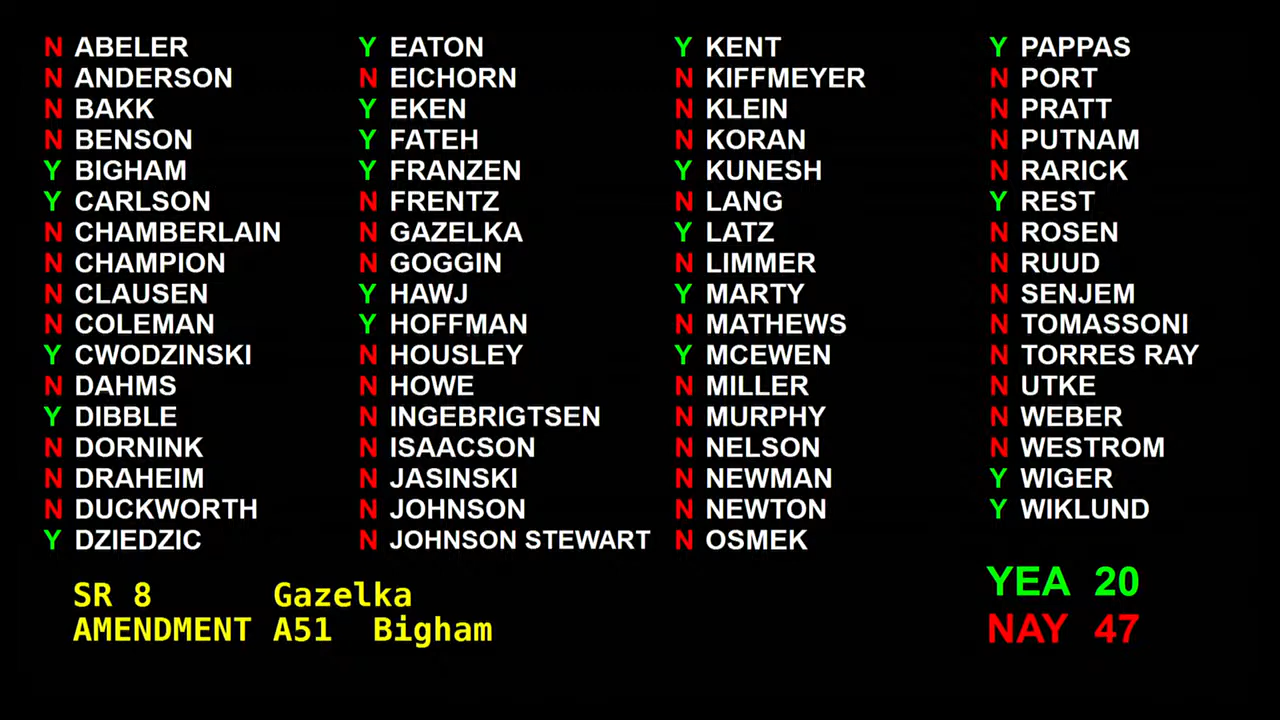 N ABELER
N ANDERSON
N BAKK
N BENSON
Y BIGHAM
Y CARLSON
N CHAMBERLAIN
N CHAMPION
N CLAUSEN
N COLEMAN
Y CWODZINSKI
N DAHMS
Y DIBBLE
N DORNINK
N DRAHEIM
N DUCKWORTH
Y DZIEDZIC
Y EATON
N EICHORN
Y EKEN
Y FATEH
Y FRANZEN
N FRENTZ
N GAZELKA
N GOGGIN
Y HAWJ
Y HOFFMAN
N HOUSLEY
N HOWE
N INGEBRIGTSEN
N ISAACSON
N JASINSKI
N JOHNSON
N JOHNSON STEWART
Y KENT
N KIFFMEYER
N KLEIN
N KORAN
Y KUNESH
N LANG
Y LATZ
N LIMMER
Y MARTY
N MATHEWS
Y MCEWEN
N MILLER
N MURPHY
N NELSON
N NEWMAN
N NEWTON
N OSMEK
Y PAPPAS
N PORT
N PRATT
N PUTNAM
N RARICK
Y REST
N ROSEN
N RUUD
N SENJEM
N TOMASSONI
N TORRES RAY
N UTKE
N WEBER
N WESTROM
Y WIGER
Y WIKLUND
SR 8 Gazelka
AMENDMENT A51 Bigham
YEA 20
NAY 47